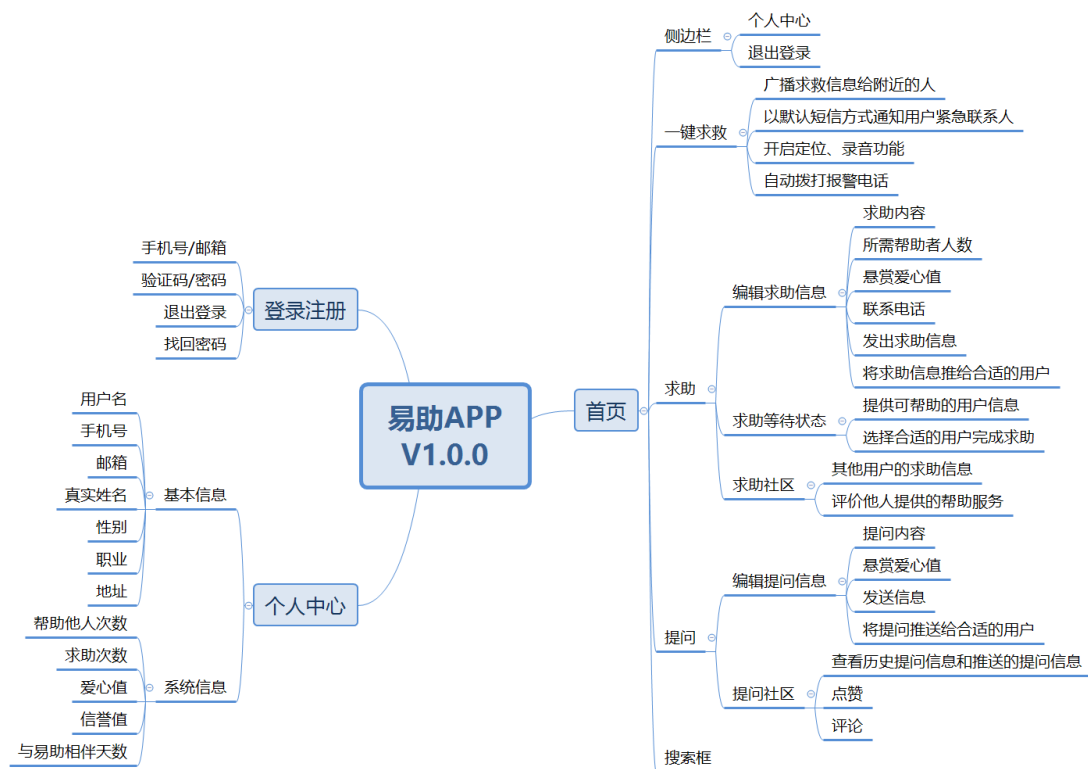 易助APP
V1.0.0
登录注册
手机号/邮箱
验证码/密码
退出登录
找回密码
个人中心
基本信息
用户名
手机号
邮箱
真实姓名
性别
职业
地址
系统信息
帮助他人次数
求助次数
爱心值
信誉值
与易助相伴天数
首页
侧边栏
个人中心
退出登录
一键求救
广播求救信息给附近的人
以默认短信方式通知用户紧急联系人
开启定位、录音功能
自动拨打报警电话
求助
编辑求助信息
求助内容
所需帮助者人数
悬赏爱心值
联系电话
发出求助信息
将求助信息推给合适的用户
求助等待状态
提供可帮助的用户信息
选择合适的用户完成求助
求助社区
其他用户的求助信息
评价他人提供的帮助服务
提问
编辑提问信息
提问内容
悬赏爱心值
发送信息
将提问推送给合适的用户
提问社区
查看历史提问信息和推送的提问信息
点赞
评论
搜索框